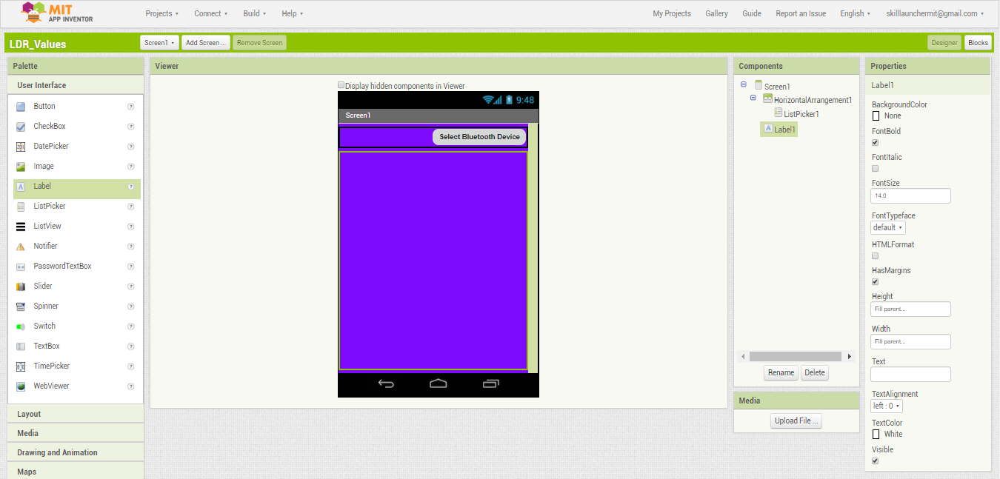 MIT
APP INVENTOR
Projects Connect Build Help My Projects Gallery Guide Report an Issue English skilllaunchermit@gmail.com
LDR_Values Screen1 Add Screen ... Remove Screen Designer Blocks
Palette
User Interface
Button
CheckBox
DatePicker
Image
Label
ListPicker
ListView
Notifier
PasswordTextBox
Slider
Spinner
Switch
TextBox
TimePicker
WebViewer
Layout
Media
Drawing and Animation
Maps
Viewer
Display hidden components in Viewer
9:48
Screen1
Select Bluetooth Device
Components
Screen1
HorizontalArrangement1
ListPicker1
Label1
Rename Delete
Media
Upload File ...
Properties
Label1
BackgroundColor
None
FontBold
FontItalic
FontSize
14.0
FontTypeface
default
HTMLFormat
HasMargins
Height
Fill parent...
Width
Fill parent...
Text
TextAlignment
left : 0
TextColor
White
Visible